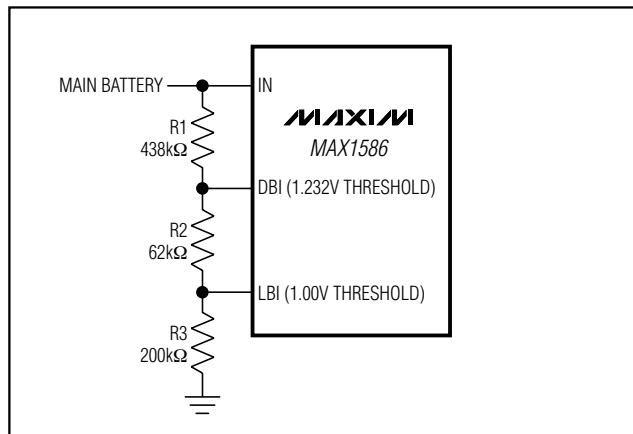 MAIN BATTERY
IN
MAXIM
MAX1586
R1
438kΩ
DBI (1.232V THRESHOLD)
R2
62kΩ
LBI (1.00V THRESHOLD)
R3
200kΩ